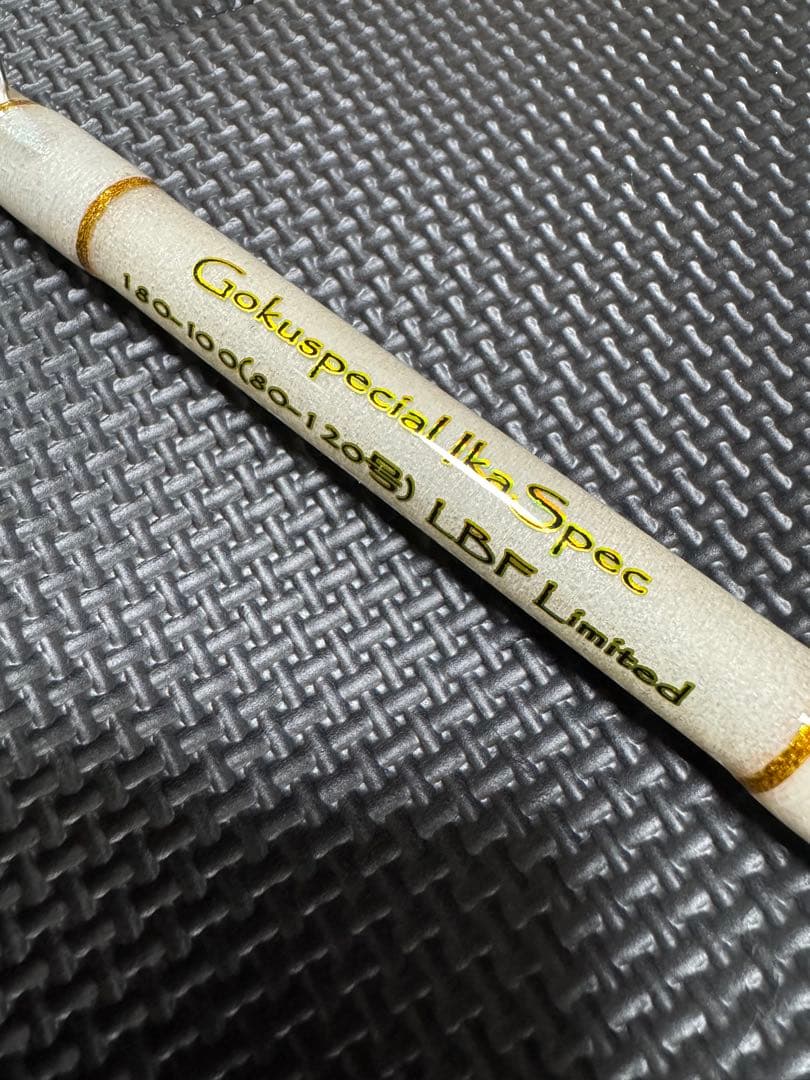 Gokuspecial Ika Spec
180-100(80-120号) LBF Limited